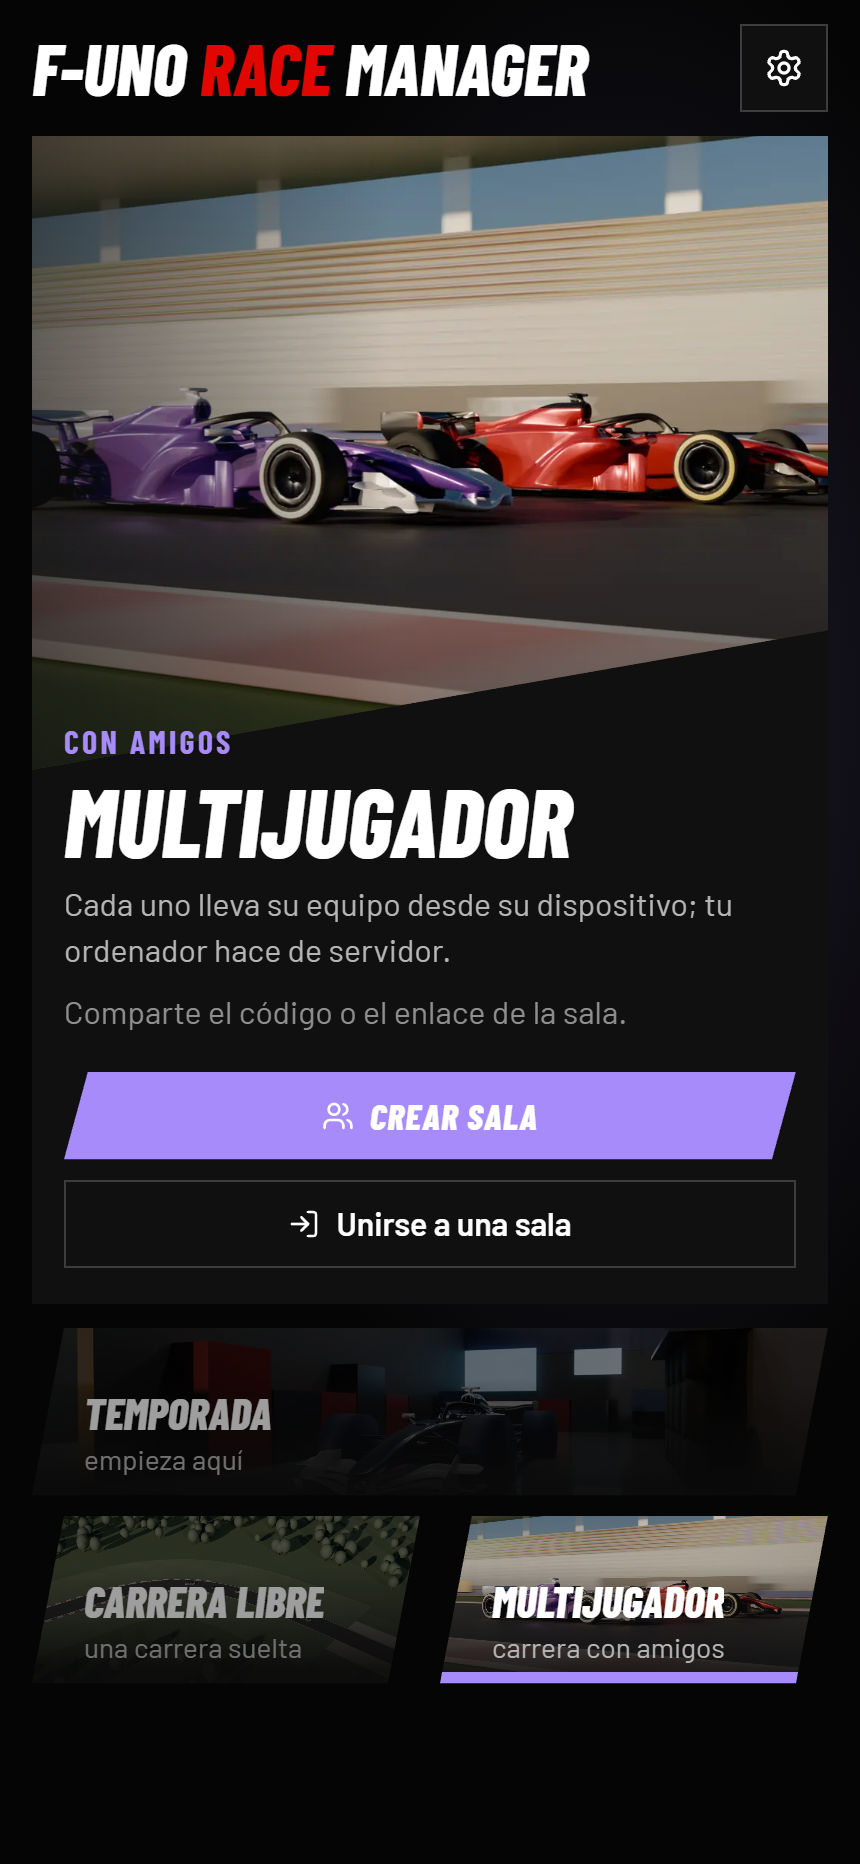 F-UNO RACE MANAGER
CON AMIGOS
MULTIJUGADOR
Cada uno lleva su equipo desde su dispositivo; tu
ordenador hace de servidor.
Comparte el código o el enlace de la sala.
CREAR SALA
Unirse a una sala
TEMPORADA
empieza aquí
CARRERA LIBRE
una carrera suelta
MULTIJUGADOR
carrera con amigos